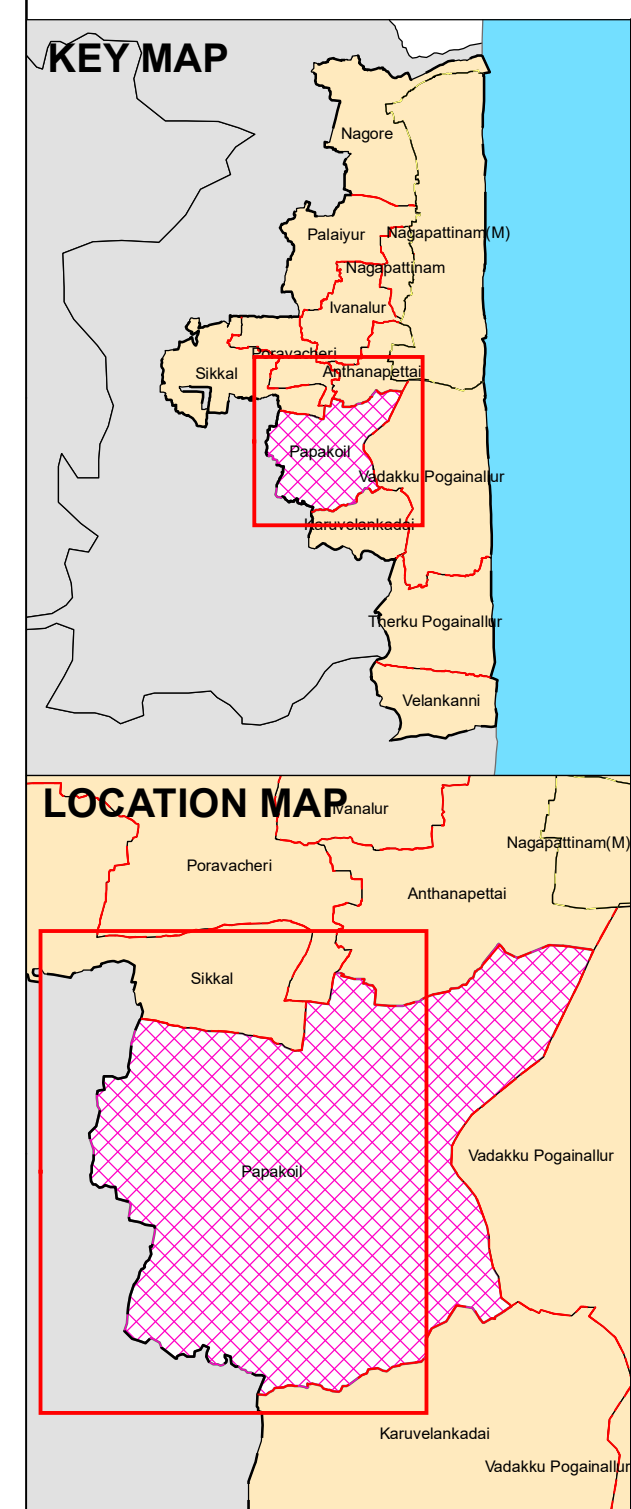 KEY MAP
Nagore
Palaiyur
Nagapattinam(M)
Nagapattinam
Ivanalur
Poravacheri
Sikkal
Anthanapettai
Papakoil
Vadakku Pogainallur
Karuvelankadai
Therku Pogainallur
Velankanni
LOCATION MAP
Ivanalur
Nagapattinam(M)
Poravacheri
Anthanapettai
Sikkal
Vadakku Pogainallur
Papakoil
Karuvelankadai
Vadakku Pogainallur